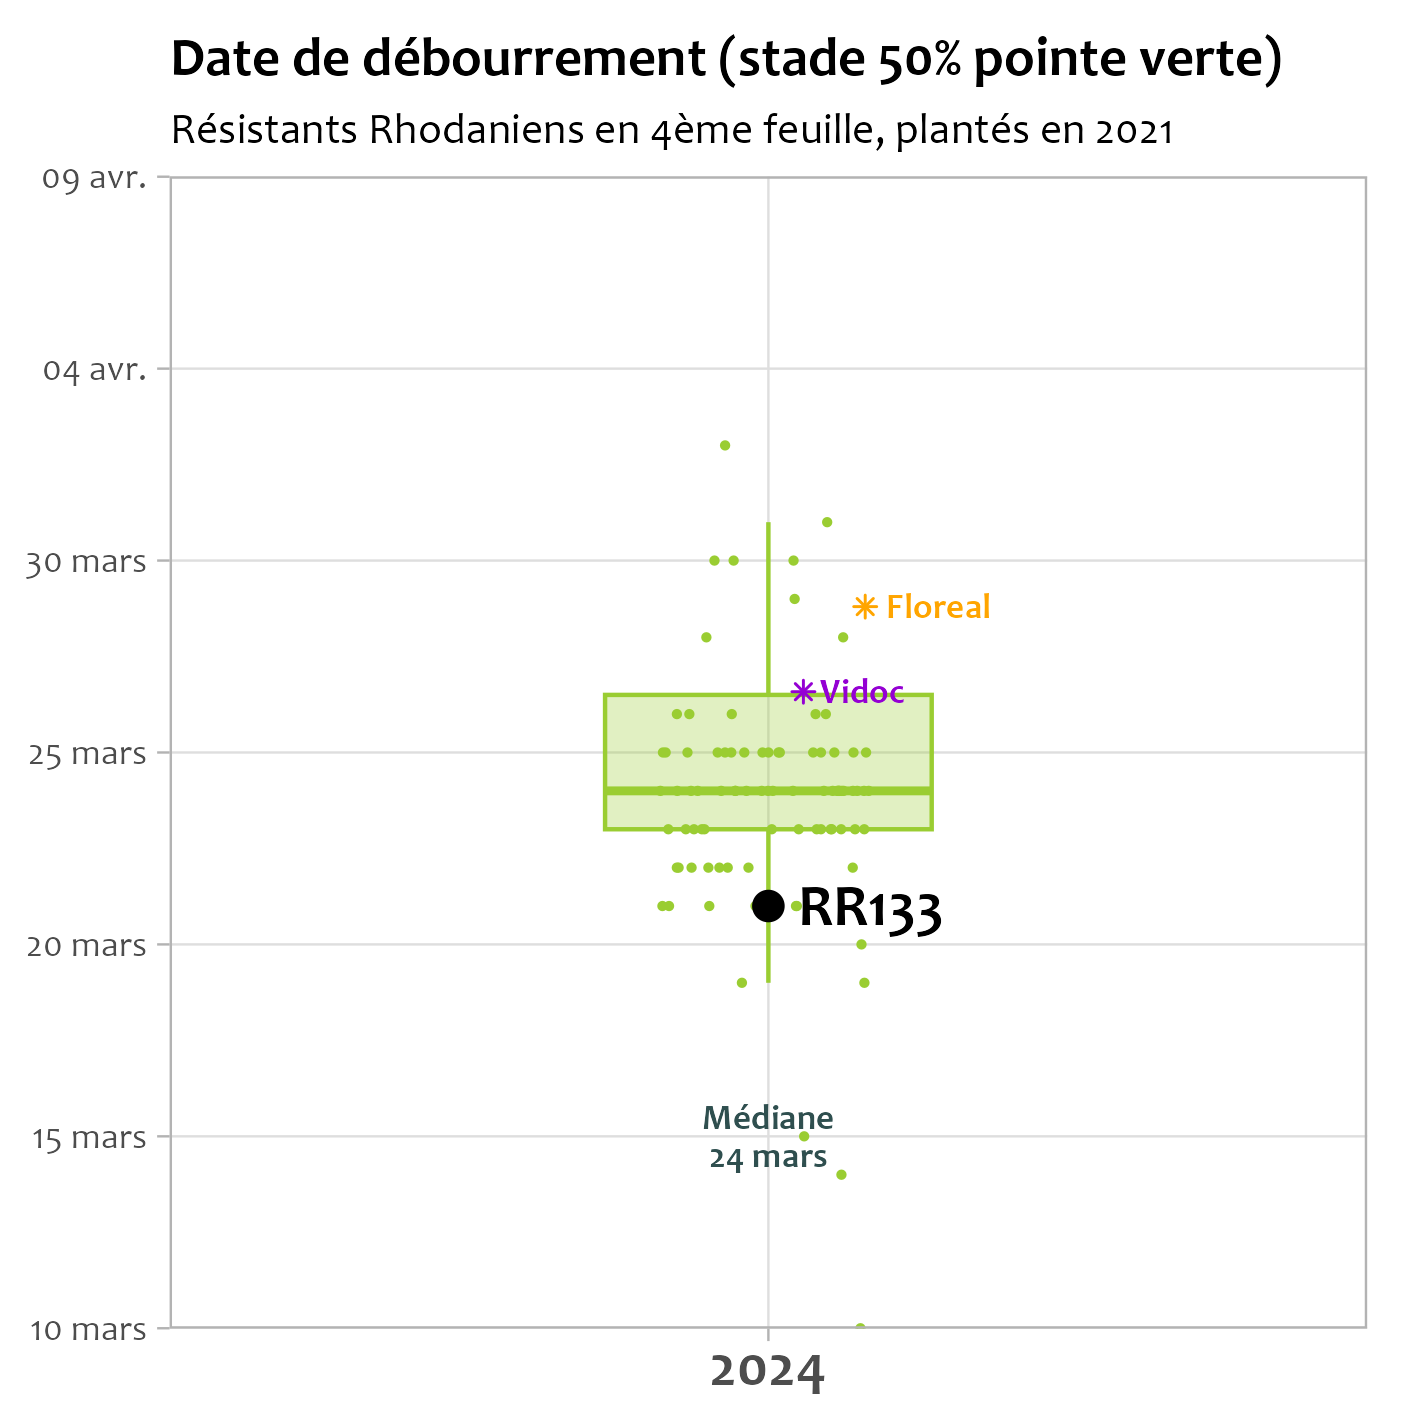 Date de débourrement (stade 50% pointe verte)
Résistants Rhodaniens en 4ème feuille, plantés en 2021
09 avr.
04 avr.
30 mars
Floreal
Vidoc
25 mars
RR133
20 mars
Médiane
15 mars
24 mars
10 mars
2024